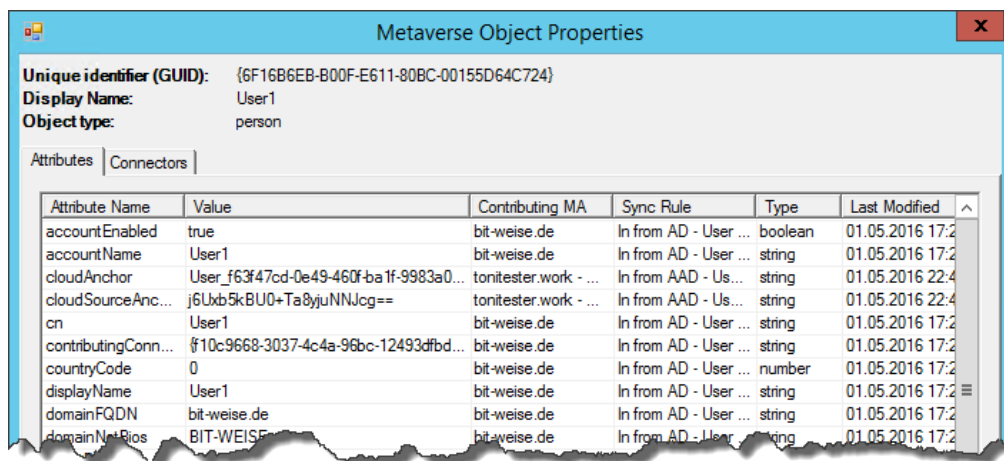 Metaverse Object Properties x
Unique identifier (GUID): {6F16B6EB-B00F-E611-80BC-00155D64C724}
Display Name: User1
Object type: person
Attributes Connectors
Attribute Name Value Contributing MA Sync Rule Type Last Modified
accountEnabled true bit-weise.de In from AD - User ... boolean 01.05.2016 17:2
accountName User1 bit-weise.de In from AD - User ... string 01.05.2016 17:2
cloudAnchor User_f63f47cd-0e49-460f-ba1f-9983a0... tonitester.work - ... In from AAD - Us... string 01.05.2016 22:4
cloudSourceAnc... j6Uxb5kBU0+Ta8yjuNNJcg== tonitester.work - ... In from AAD - Us... string 01.05.2016 22:4
cn User1 bit-weise.de In from AD - User ... string 01.05.2016 17:2
contributingConn... {f10c9668-3037-4c4a-96bc-12493dfbd... bit-weise.de In from AD - User ... string 01.05.2016 17:2
countryCode 0 bit-weise.de In from AD - User ... number 01.05.2016 17:2
displayName User1 bit-weise.de In from AD - User ... string 01.05.2016 17:2
domainFQDN bit-weise.de bit-weise.de In from AD - User ... string 01.05.2016 17:2
domainNetBios BIT-WEISE bit-weise.de In from AD - User string 01.05.2016 17:2